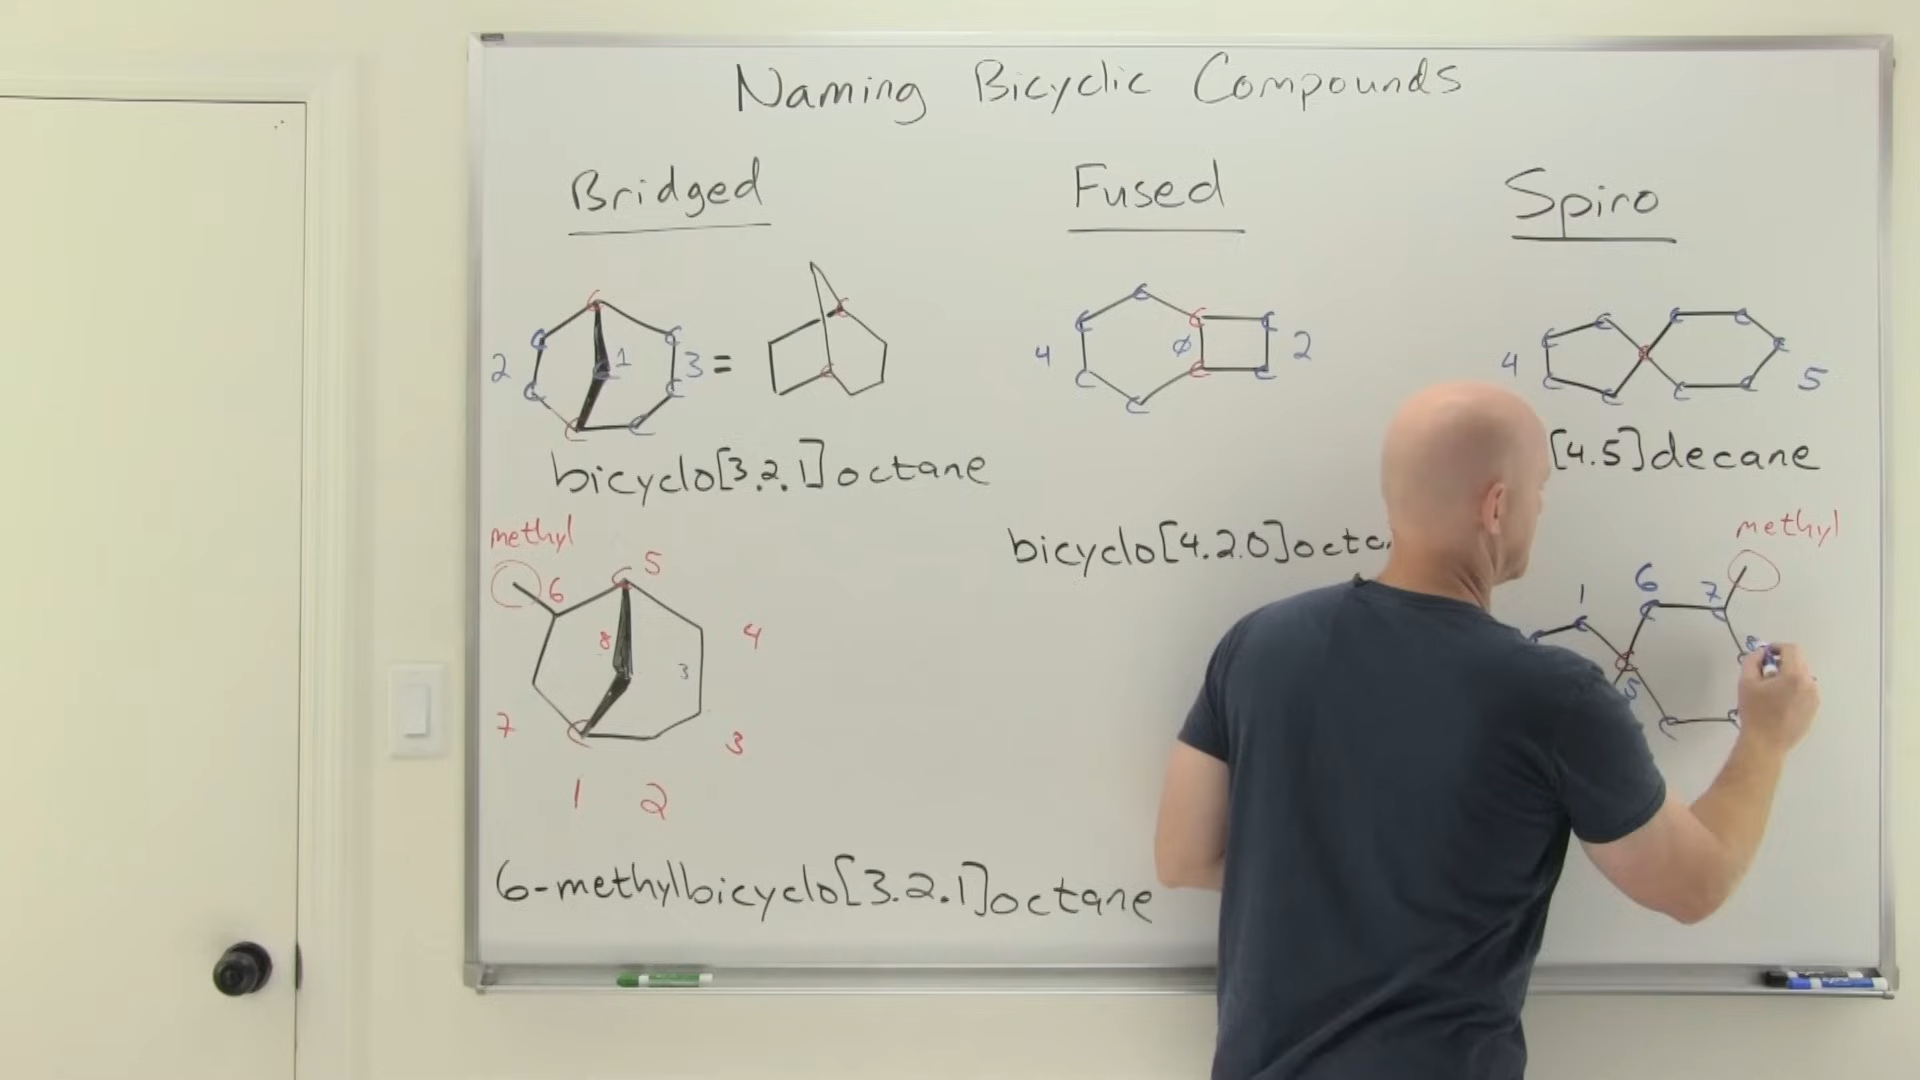 Naming Bicyclic Compounds
Bridged
Fused
Spiro
C C C C C C C C
2 1 3 =
C C C C C C C C
4 ∅ 2
C C C C C C C C C
4 5
bicyclo[3.2.1]octane
[4.5]decane
methyl
methyl
bicyclo[4.2.0]octa
5
6
8
4
3
7
C
C
3
1 2
1
6
7
8
5
6-methylbicyclo[3.2.1]octane